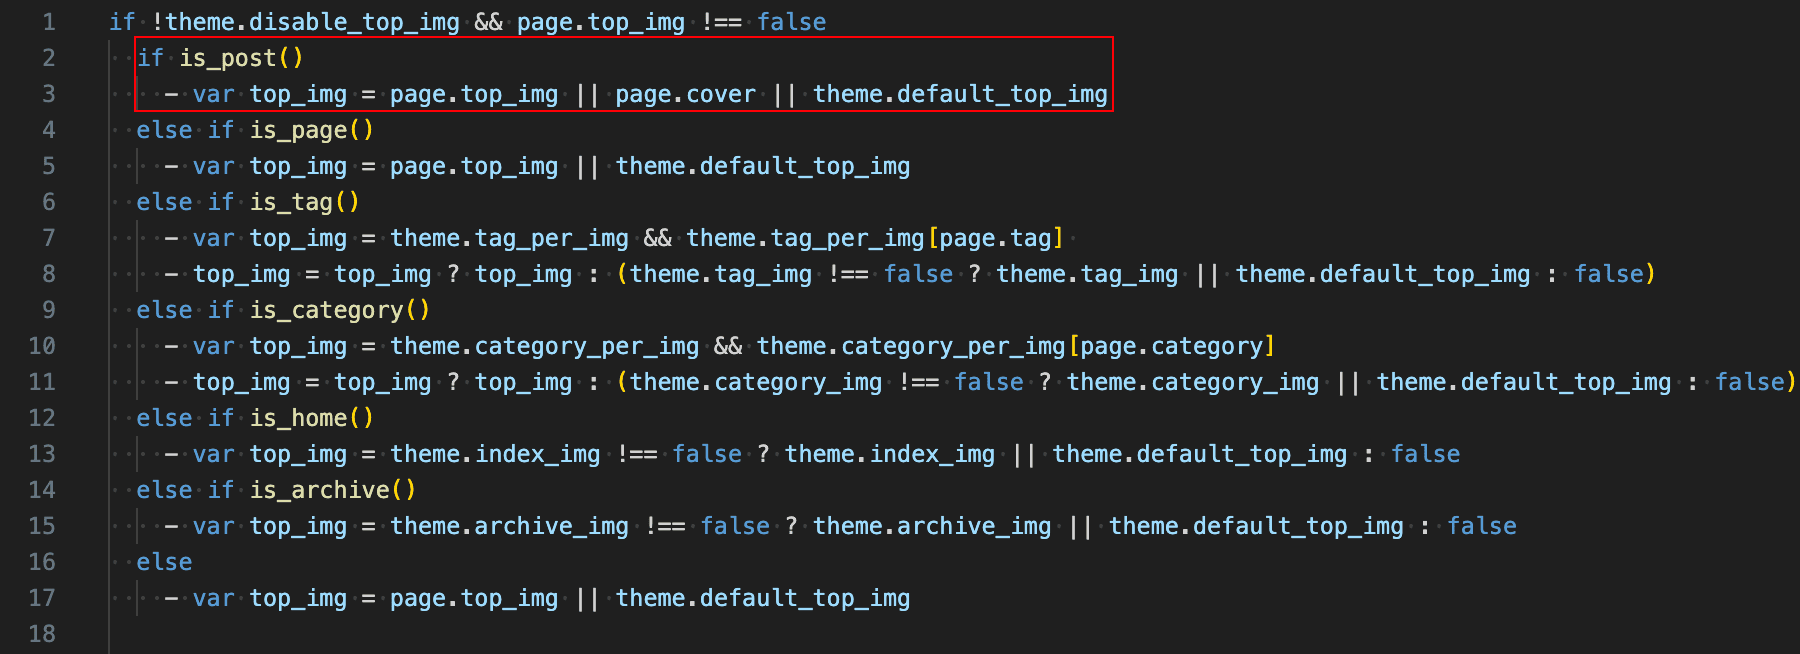 1 if !theme.disable_top_img && page.top_img !== false
2 if is_post()
3 - var top_img = page.top_img || page.cover || theme.default_top_img
4 else if is_page()
5 - var top_img = page.top_img || theme.default_top_img
6 else if is_tag()
7 - var top_img = theme.tag_per_img && theme.tag_per_img[page.tag]
8 - top_img = top_img ? top_img : (theme.tag_img !== false ? theme.tag_img || theme.default_top_img : false)
9 else if is_category()
10 - var top_img = theme.category_per_img && theme.category_per_img[page.category]
11 - top_img = top_img ? top_img : (theme.category_img !== false ? theme.category_img || theme.default_top_img : false)
12 else if is_home()
13 - var top_img = theme.index_img !== false ? theme.index_img || theme.default_top_img : false
14 else if is_archive()
15 - var top_img = theme.archive_img !== false ? theme.archive_img || theme.default_top_img : false
16 else
17 - var top_img = page.top_img || theme.default_top_img
18